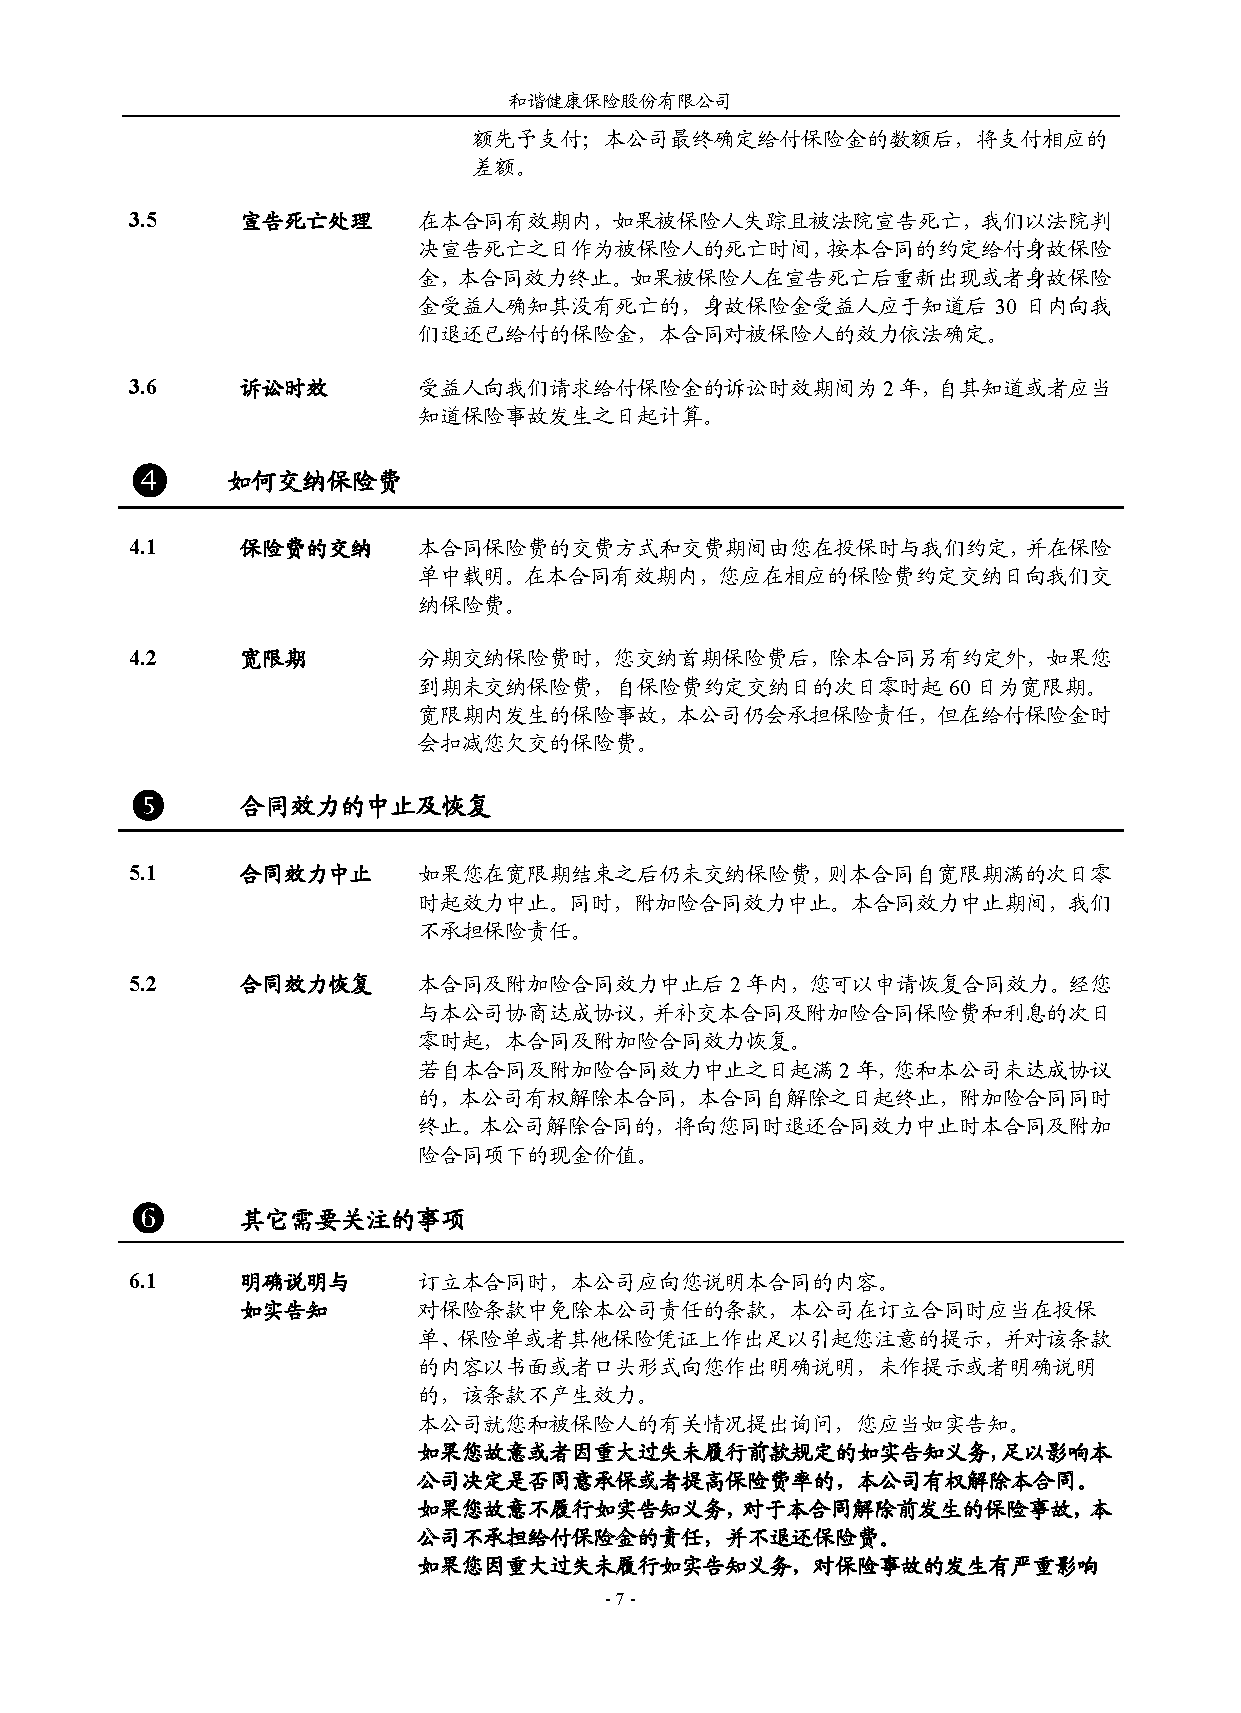 和谐健康保险股份有限公司
额先予支付；本公司最终确定给付保险金的数额后，将支付相应的
差额。
3.5 宣告死亡处理 在本合同有效期内，如果被保险人失踪且被法院宣告死亡，我们以法院判
决宣告死亡之日作为被保险人的死亡时间，按本合同的约定给付身故保险
金，本合同效力终止。如果被保险人在宣告死亡后重新出现或者身故保险
金受益人确知其没有死亡的，身故保险金受益人应于知道后 30 日内向我
们退还已给付的保险金，本合同对被保险人的效力依法确定。
3.6 诉讼时效 受益人向我们请求给付保险金的诉讼时效期间为 2 年，自其知道或者应当
知道保险事故发生之日起计算。
❹ 如何交纳保险费
4.1 保险费的交纳 本合同保险费的交费方式和交费期间由您在投保时与我们约定，并在保险
单中载明。在本合同有效期内，您应在相应的保险费约定交纳日向我们交
纳保险费。
4.2 宽限期 分期交纳保险费时，您交纳首期保险费后，除本合同另有约定外，如果您
到期未交纳保险费，自保险费约定交纳日的次日零时起 60 日为宽限期。
宽限期内发生的保险事故，本公司仍会承担保险责任，但在给付保险金时
会扣减您欠交的保险费。
❺ 合同效力的中止及恢复
5.1 合同效力中止 如果您在宽限期结束之后仍未交纳保险费，则本合同自宽限期满的次日零
时起效力中止。同时，附加险合同效力中止。本合同效力中止期间，我们
不承担保险责任。
5.2 合同效力恢复 本合同及附加险合同效力中止后 2 年内，您可以申请恢复合同效力。经您
与本公司协商达成协议，并补交本合同及附加险合同保险费和利息的次日
零时起，本合同及附加险合同效力恢复。
若自本合同及附加险合同效力中止之日起满 2 年，您和本公司未达成协议
的，本公司有权解除本合同，本合同自解除之日起终止，附加险合同同时
终止。本公司解除合同的，将向您同时退还合同效力中止时本合同及附加
险合同项下的现金价值。
❻ 其它需要关注的事项
6.1 明确说明与 订立本合同时，本公司应向您说明本合同的内容。
如实告知 对保险条款中免除本公司责任的条款，本公司在订立合同时应当在投保
单、保险单或者其他保险凭证上作出足以引起您注意的提示，并对该条款
的内容以书面或者口头形式向您作出明确说明，未作提示或者明确说明
的，该条款不产生效力。
本公司就您和被保险人的有关情况提出询问，您应当如实告知。
如果您故意或者因重大过失未履行前款规定的如实告知义务，足以影响本
公司决定是否同意承保或者提高保险费率的，本公司有权解除本合同。
如果您故意不履行如实告知义务，对于本合同解除前发生的保险事故，本
公司不承担给付保险金的责任，并不退还保险费。
如果您因重大过失未履行如实告知义务，对保险事故的发生有严重影响
- 7 -